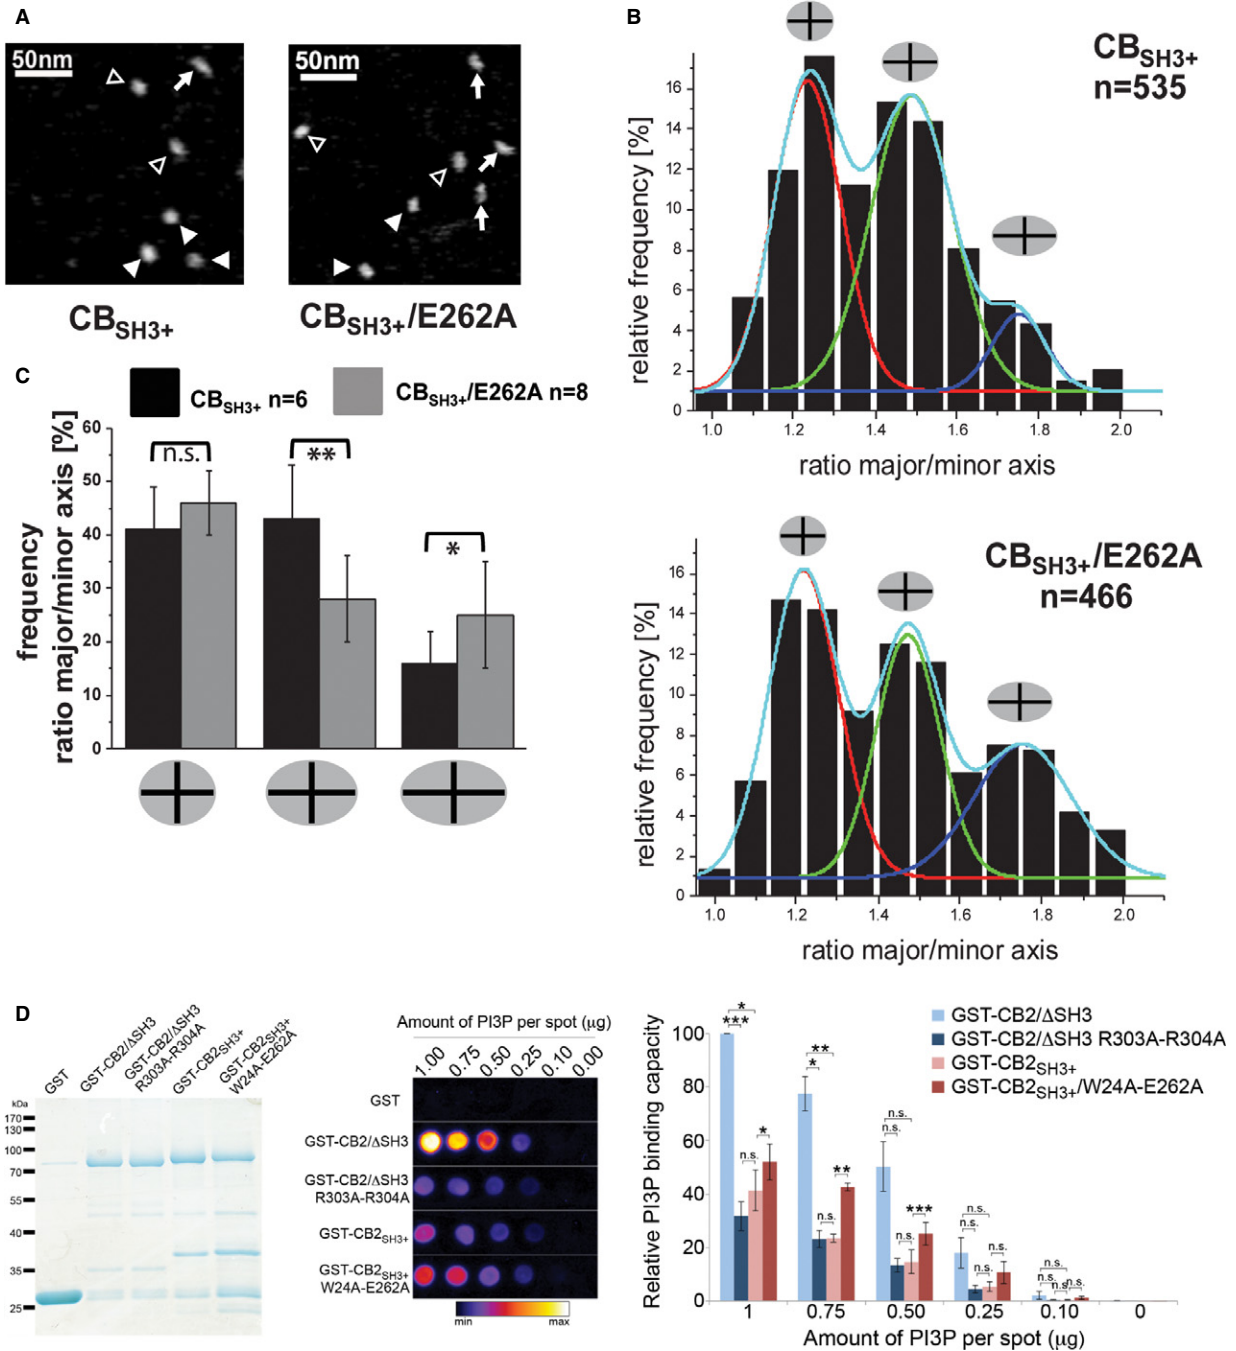 A
50nm
50nm
CBSH3+
CBSH3+/E262A
B
CBSH3+
n=535
relative frequency [%]
16
14
12
10
8
6
4
2
0
1.0 1.2 1.4 1.6 1.8 2.0
ratio major/minor axis
CBSH3+/E262A
n=466
relative frequency [%]
16
14
12
10
8
6
4
2
0
1.0 1.2 1.4 1.6 1.8 2.0
ratio major/minor axis
C
CBSH3+ n=6
CBSH3+/E262A n=8
frequency
ratio major/minor axis [%]
60
50
40
30
20
10
0
n.s.
**
*
D
GST
GST-CB2/ΔSH3
GST-CB2/ΔSH3
R303A-R304A
GST-CB2SH3+
GST-CB2SH3+
W24A-E262A
kDa
170
130
100
70
55
40
35
25
Amount of PI3P per spot (µg)
1.00 0.75 0.50 0.25 0.10 0.00
GST
GST-CB2/ΔSH3
GST-CB2/ΔSH3
R303A-R304A
GST-CB2SH3+
GST-CB2SH3+
W24A-E262A
min max
Relative PI3P binding capacity
100
80
60
40
20
0
*
***
n.s.
*
**
*
n.s.
**
n.s.
n.s.
n.s.
***
n.s.
n.s.
n.s.
n.s.
n.s.
n.s.
n.s.
n.s.
1 0.75 0.50 0.25 0.10 0
Amount of PI3P per spot (µg)
GST-CB2/ΔSH3
GST-CB2/ΔSH3 R303A-R304A
GST-CB2SH3+
GST-CB2SH3+/W24A-E262A